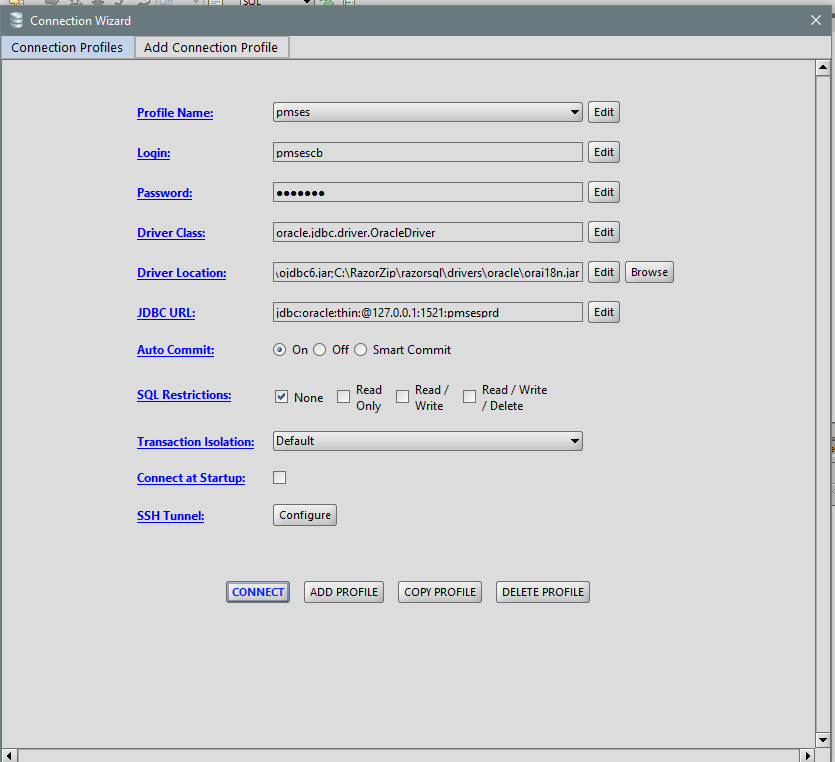 SQL
Connection Wizard
Connection Profiles Add Connection Profile
Profile Name: pmses Edit
Login: pmsescb Edit
Password: ●●●●●●● Edit
Driver Class: oracle.jdbc.driver.OracleDriver Edit
Driver Location: \ojdbc6.jar;C:\RazorZip\razorsql\drivers\oracle\orai18n.jar Edit Browse
JDBC URL: jdbc:oracle:thin:@127.0.0.1:1521:pmsesprd Edit
Auto Commit: On Off Smart Commit
SQL Restrictions: None Read Only Read / Write Read / Write / Delete
Transaction Isolation: Default
Connect at Startup:
SSH Tunnel: Configure
CONNECT ADD PROFILE COPY PROFILE DELETE PROFILE